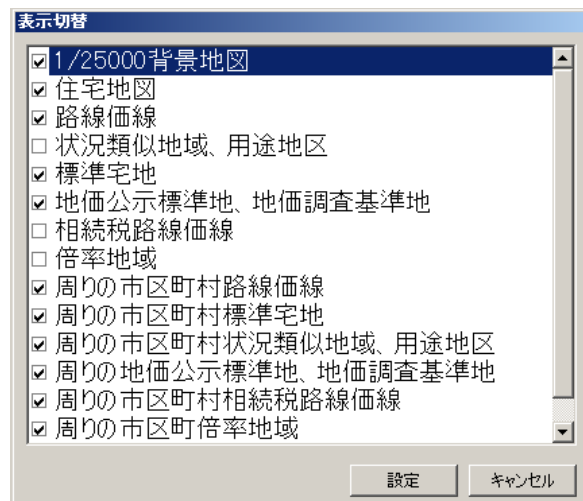 表示切替
1/25000背景地図
住宅地図
路線価線
状況類似地域、用途地区
標準宅地
地価公示標準地、地価調査基準地
相続税路線価線
倍率地域
周りの市区町村路線価線
周りの市区町村標準宅地
周りの市区町村状況類似地域、用途地区
周りの地価公示標準地、地価調査基準地
周りの市区町村相続税路線価線
周りの市区町倍率地域
設定
キャンセル